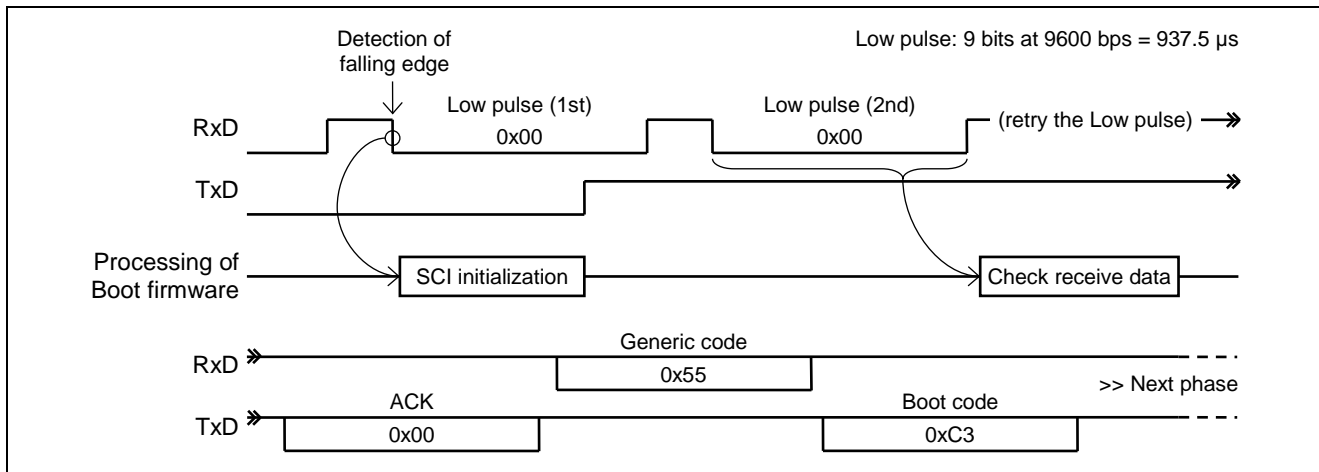 Detection of
falling edge
Low pulse: 9 bits at 9600 bps = 937.5 µs
RxD
Low pulse (1st)
0x00
Low pulse (2nd)
0x00
(retry the Low pulse)
TxD
Processing of
Boot firmware
SCI initialization
Check receive data
RxD
Generic code
0x55
>> Next phase
TxD
ACK
0x00
Boot code
0xC3